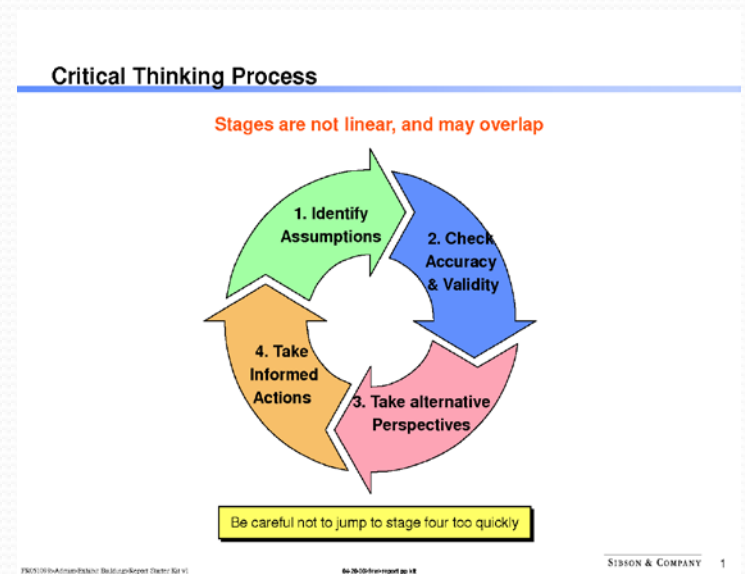 Critical Thinking Process
Stages are not linear, and may overlap
1. Identify
Assumptions
2. Check
Accuracy
& Validity
3. Take alternative
Perspectives
4. Take
Informed
Actions
Be careful not to jump to stage four too quickly
SIBSON & COMPANY 1